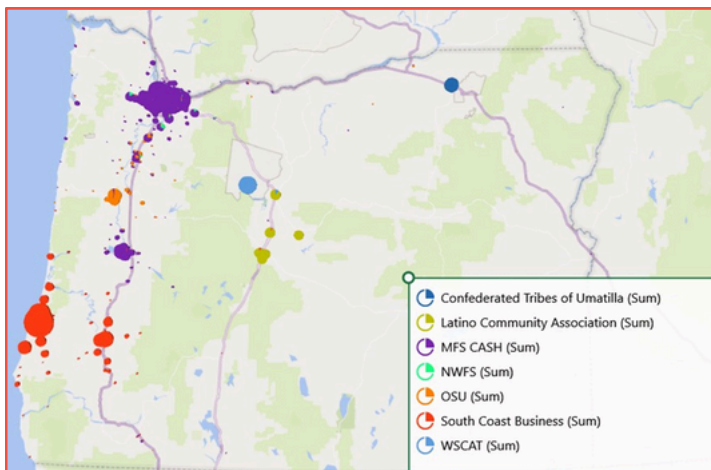 Confederated Tribes of Umatilla (Sum)
Latino Community Association (Sum)
MFS CASH (Sum)
NWFS (Sum)
OSU (Sum)
South Coast Business (Sum)
WSCAT (Sum)